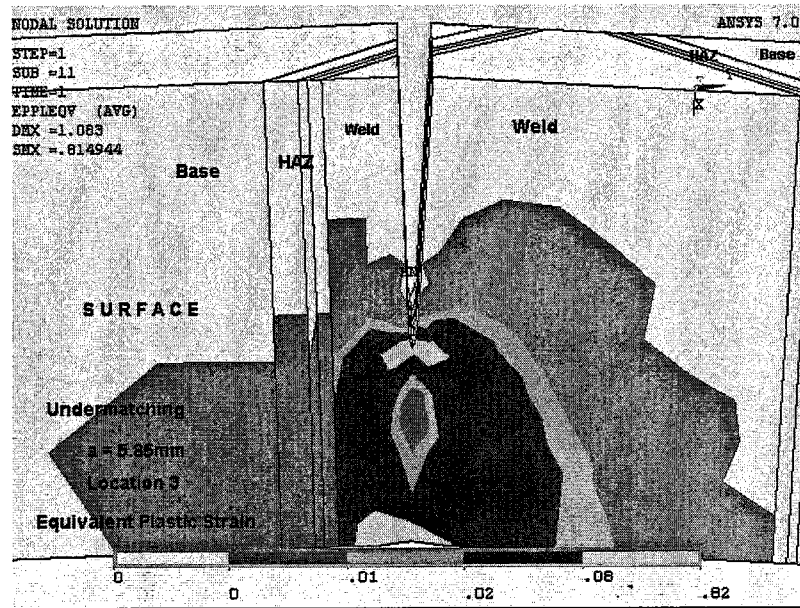 NODAL SOLUTION
ANSYS 7.0
STEP=1
SUB =11
TIME=1
EPPLEQV (AVG)
DMX =1.083
SMX =.814944
HAZ
Base
Weld
Weld
Base
HAZ
SURFACE
Undermatching
a = 5.85mm
Location 3
Equivalent Plastic Strain
0 .01 .08
0 .02 .82